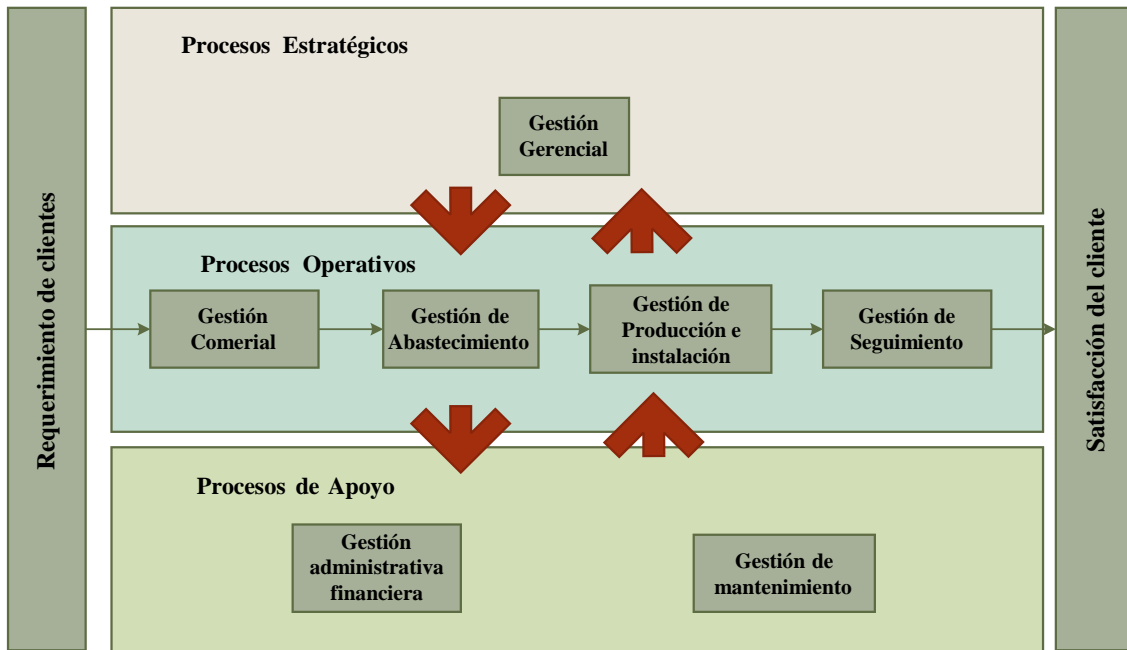 Requerimiento de clientes
Procesos Estratégicos
Gestión
Gerencial
Procesos Operativos
Gestión
Comerial
Gestión de
Abastecimiento
Gestión de
Producción e
instalación
Gestión de
Seguimiento
Procesos de Apoyo
Gestión
administrativa
financiera
Gestión de
mantenimiento
Satisfacción del cliente